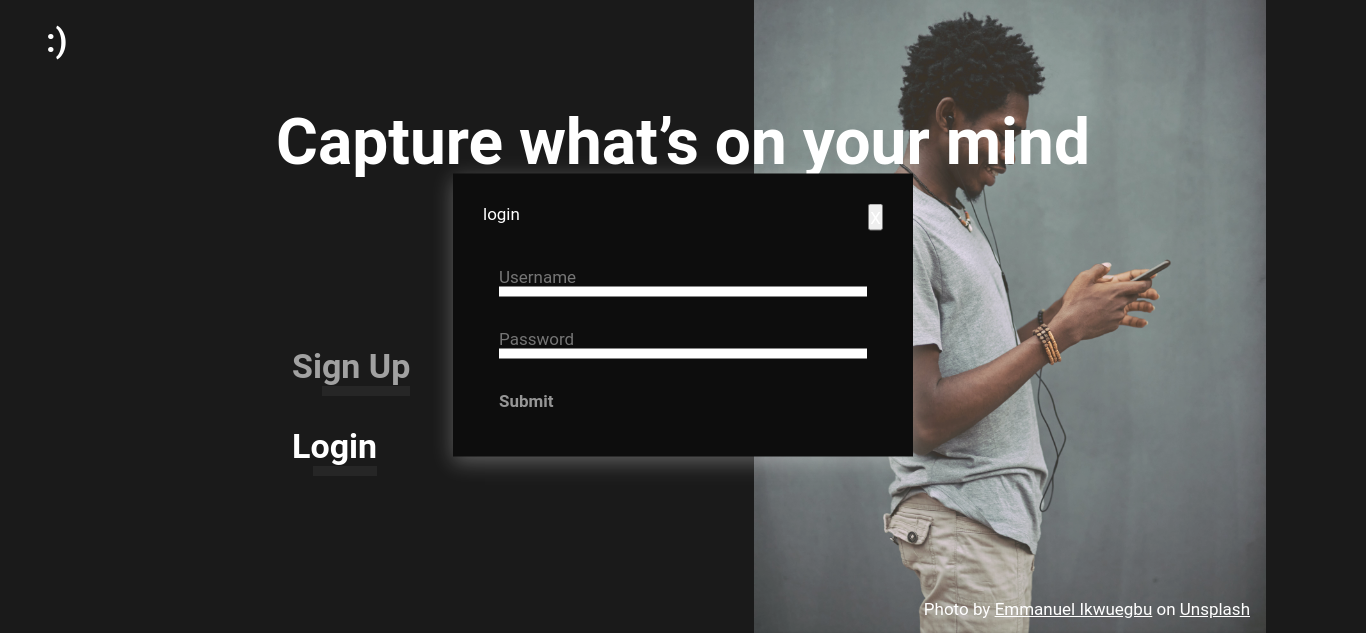 :)
Capture what’s on your mind
login
X
Username
Password
Submit
Sign Up
Login
Photo by Emmanuel Ikwuegbu on Unsplash